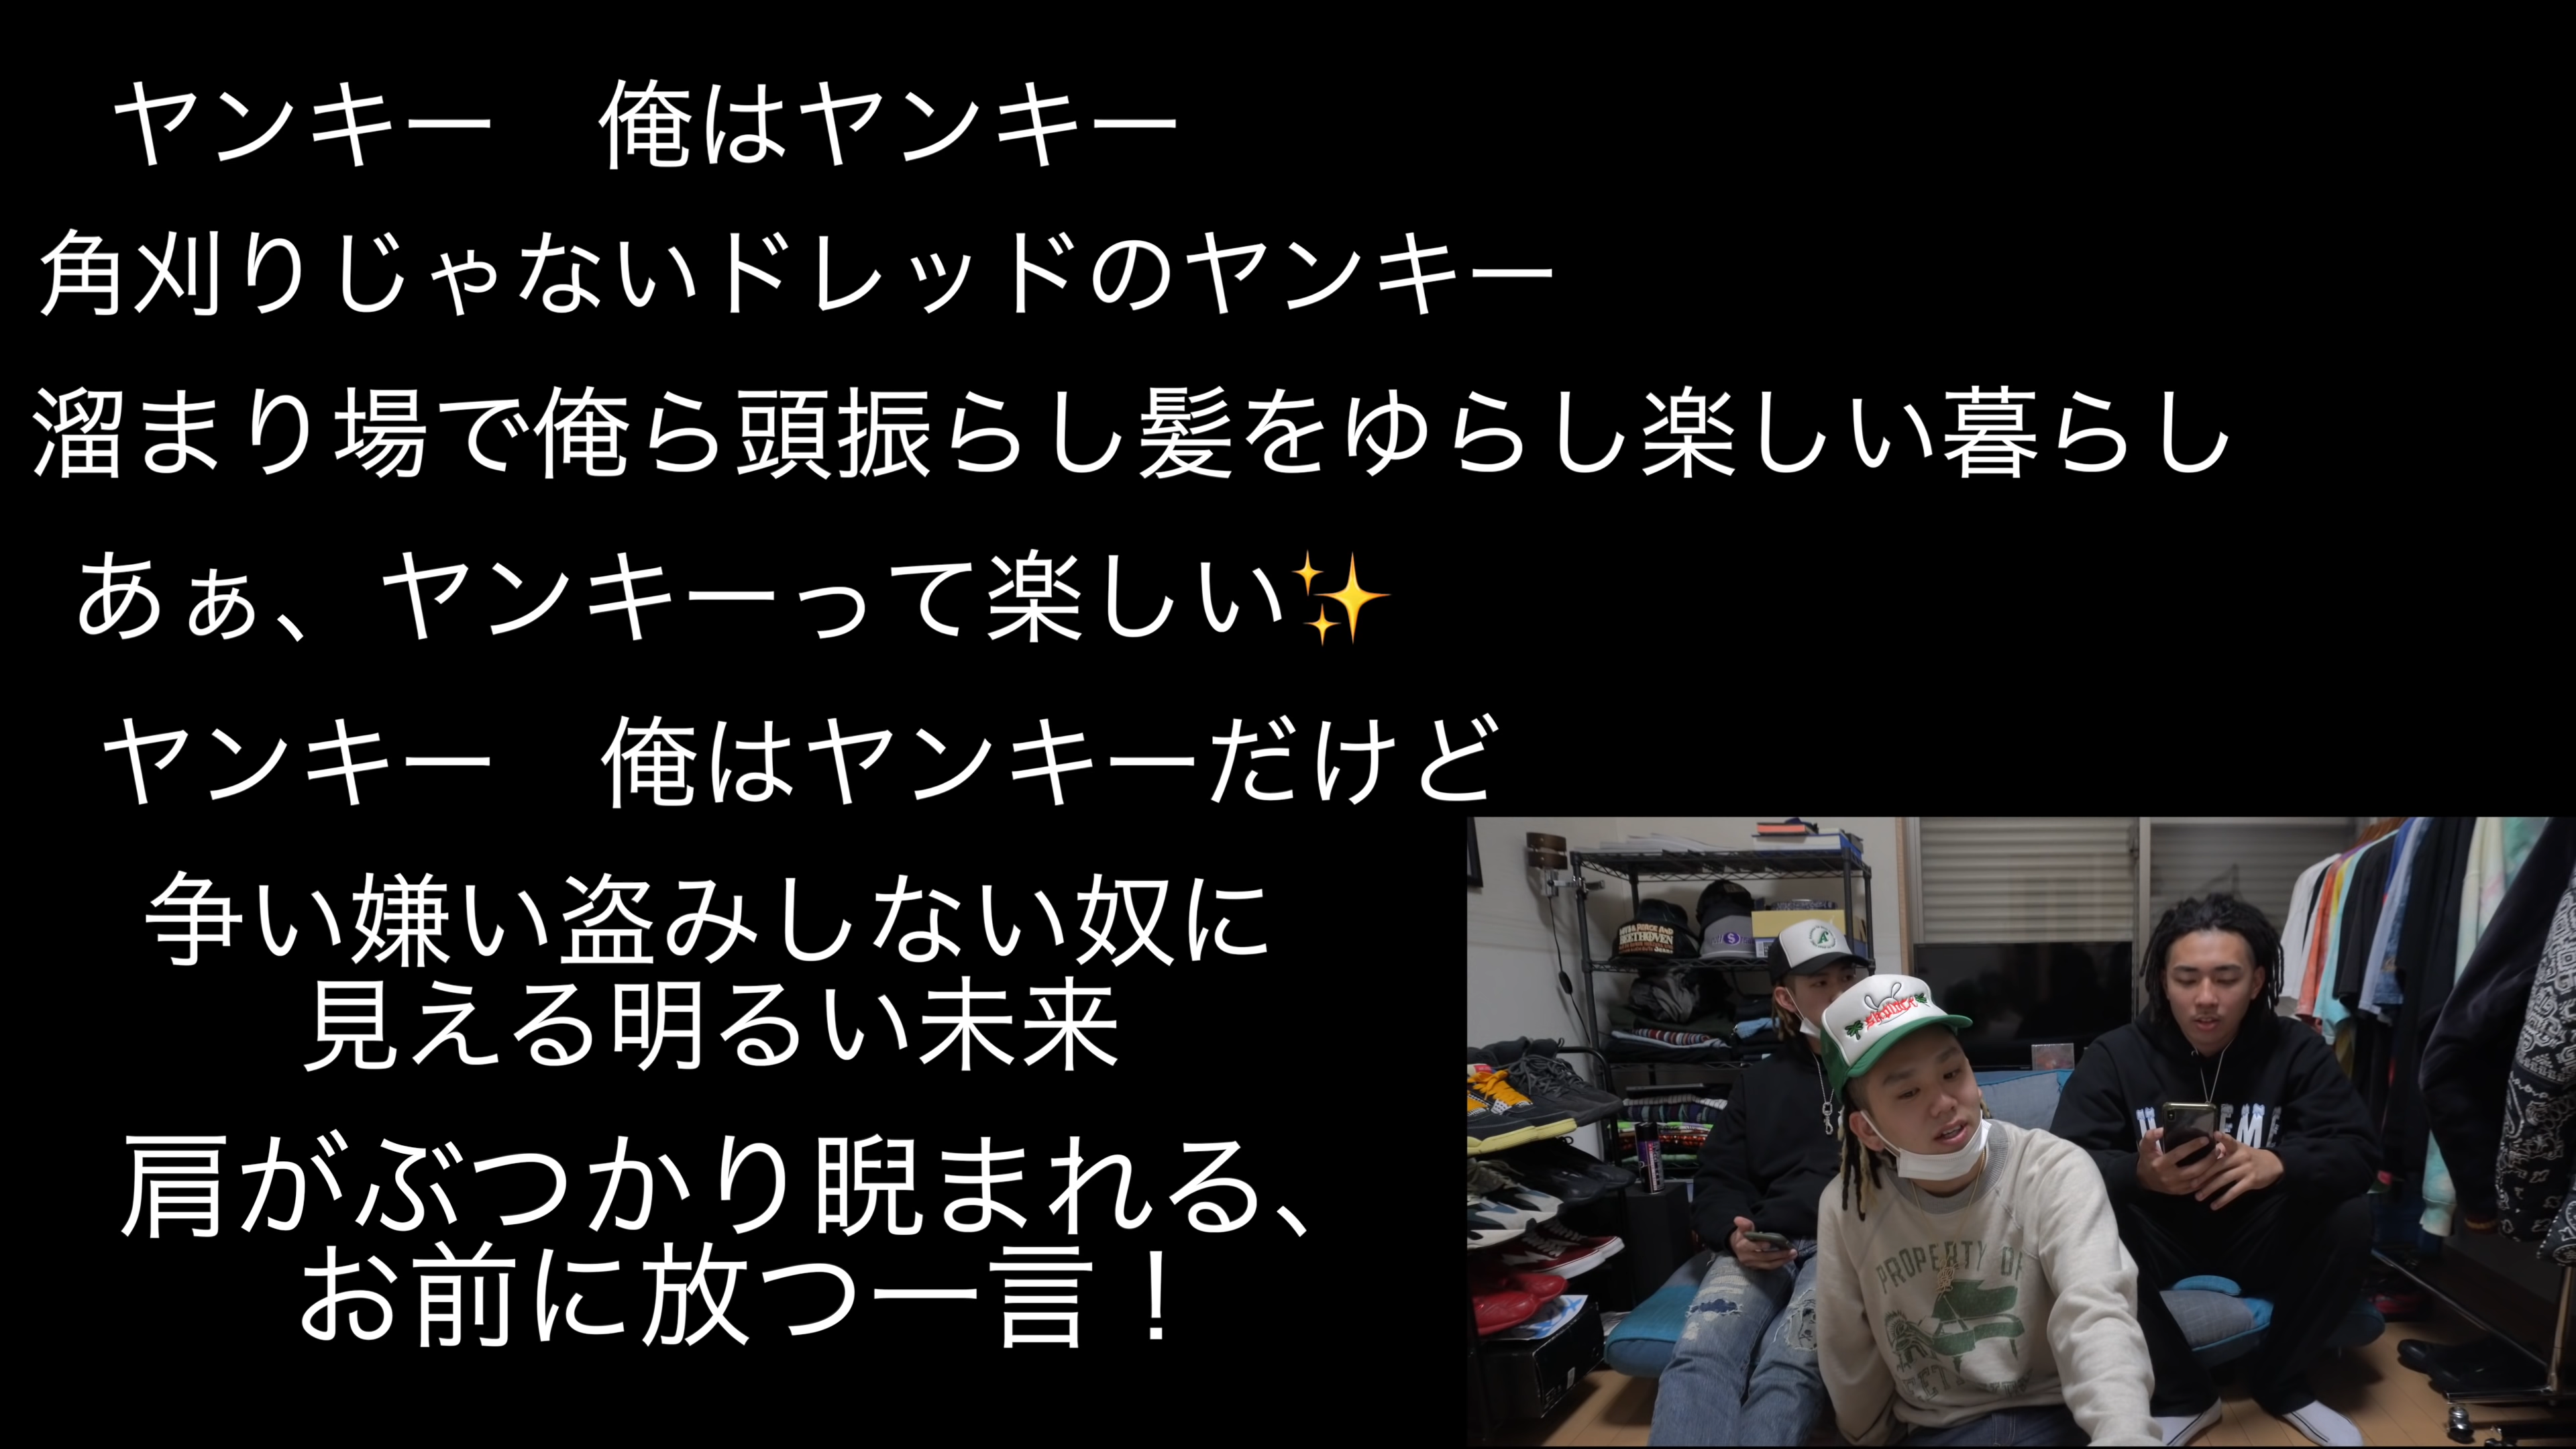 ヤンキー　俺はヤンキー
角刈りじゃないドレッドのヤンキー
溜まり場で俺ら頭振らし髪をゆらし楽しい暮らし
あぁ、ヤンキーって楽しい✨
ヤンキー　俺はヤンキーだけど
争い嫌い盗みしない奴に
見える明るい未来
肩がぶつかり睨まれる、
お前に放つ一言！
BEETHOVEN
PROPERTY OF